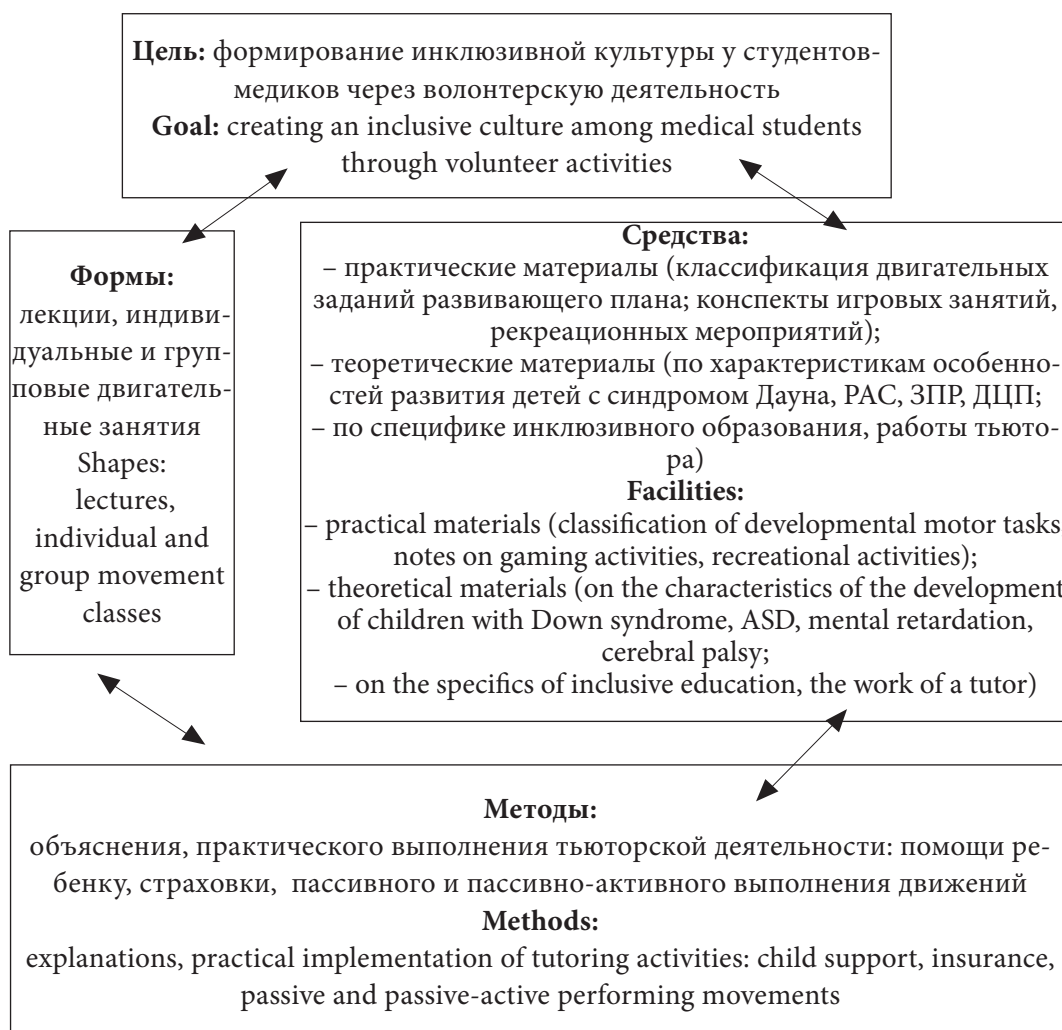 Цель: формирование инклюзивной культуры у студентов-
медиков через волонтерскую деятельность
Goal: creating an inclusive culture among medical students
through volunteer activities
Формы:
лекции, индиви-
дуальные и груп-
повые двигатель-
ные занятия
Shapes:
lectures,
individual and
group movement
classes
Средства:
– практические материалы (классификация двигательных
заданий развивающего плана; конспекты игровых занятий,
рекреационных мероприятий);
– теоретические материалы (по характеристикам особенно-
стей развития детей с синдромом Дауна, РАС, ЗПР, ДЦП;
– по специфике инклюзивного образования, работы тьюто-
ра)
Facilities:
– practical materials (classification of developmental motor tasks
notes on gaming activities, recreational activities);
– theoretical materials (on the characteristics of the development
of children with Down syndrome, ASD, mental retardation,
cerebral palsy;
– on the specifics of inclusive education, the work of a tutor)
Методы:
объяснения, практического выполнения тьюторской деятельности: помощи ре-
бенку, страховки, пассивного и пассивно-активного выполнения движений
Methods:
explanations, practical implementation of tutoring activities: child support, insurance,
passive and passive-active performing movements